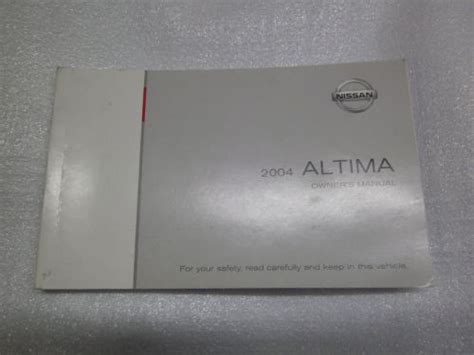 NISSAN
2004 ALTIMA
OWNER'S MANUAL
For your safety, read carefully and keep in this vehicle.